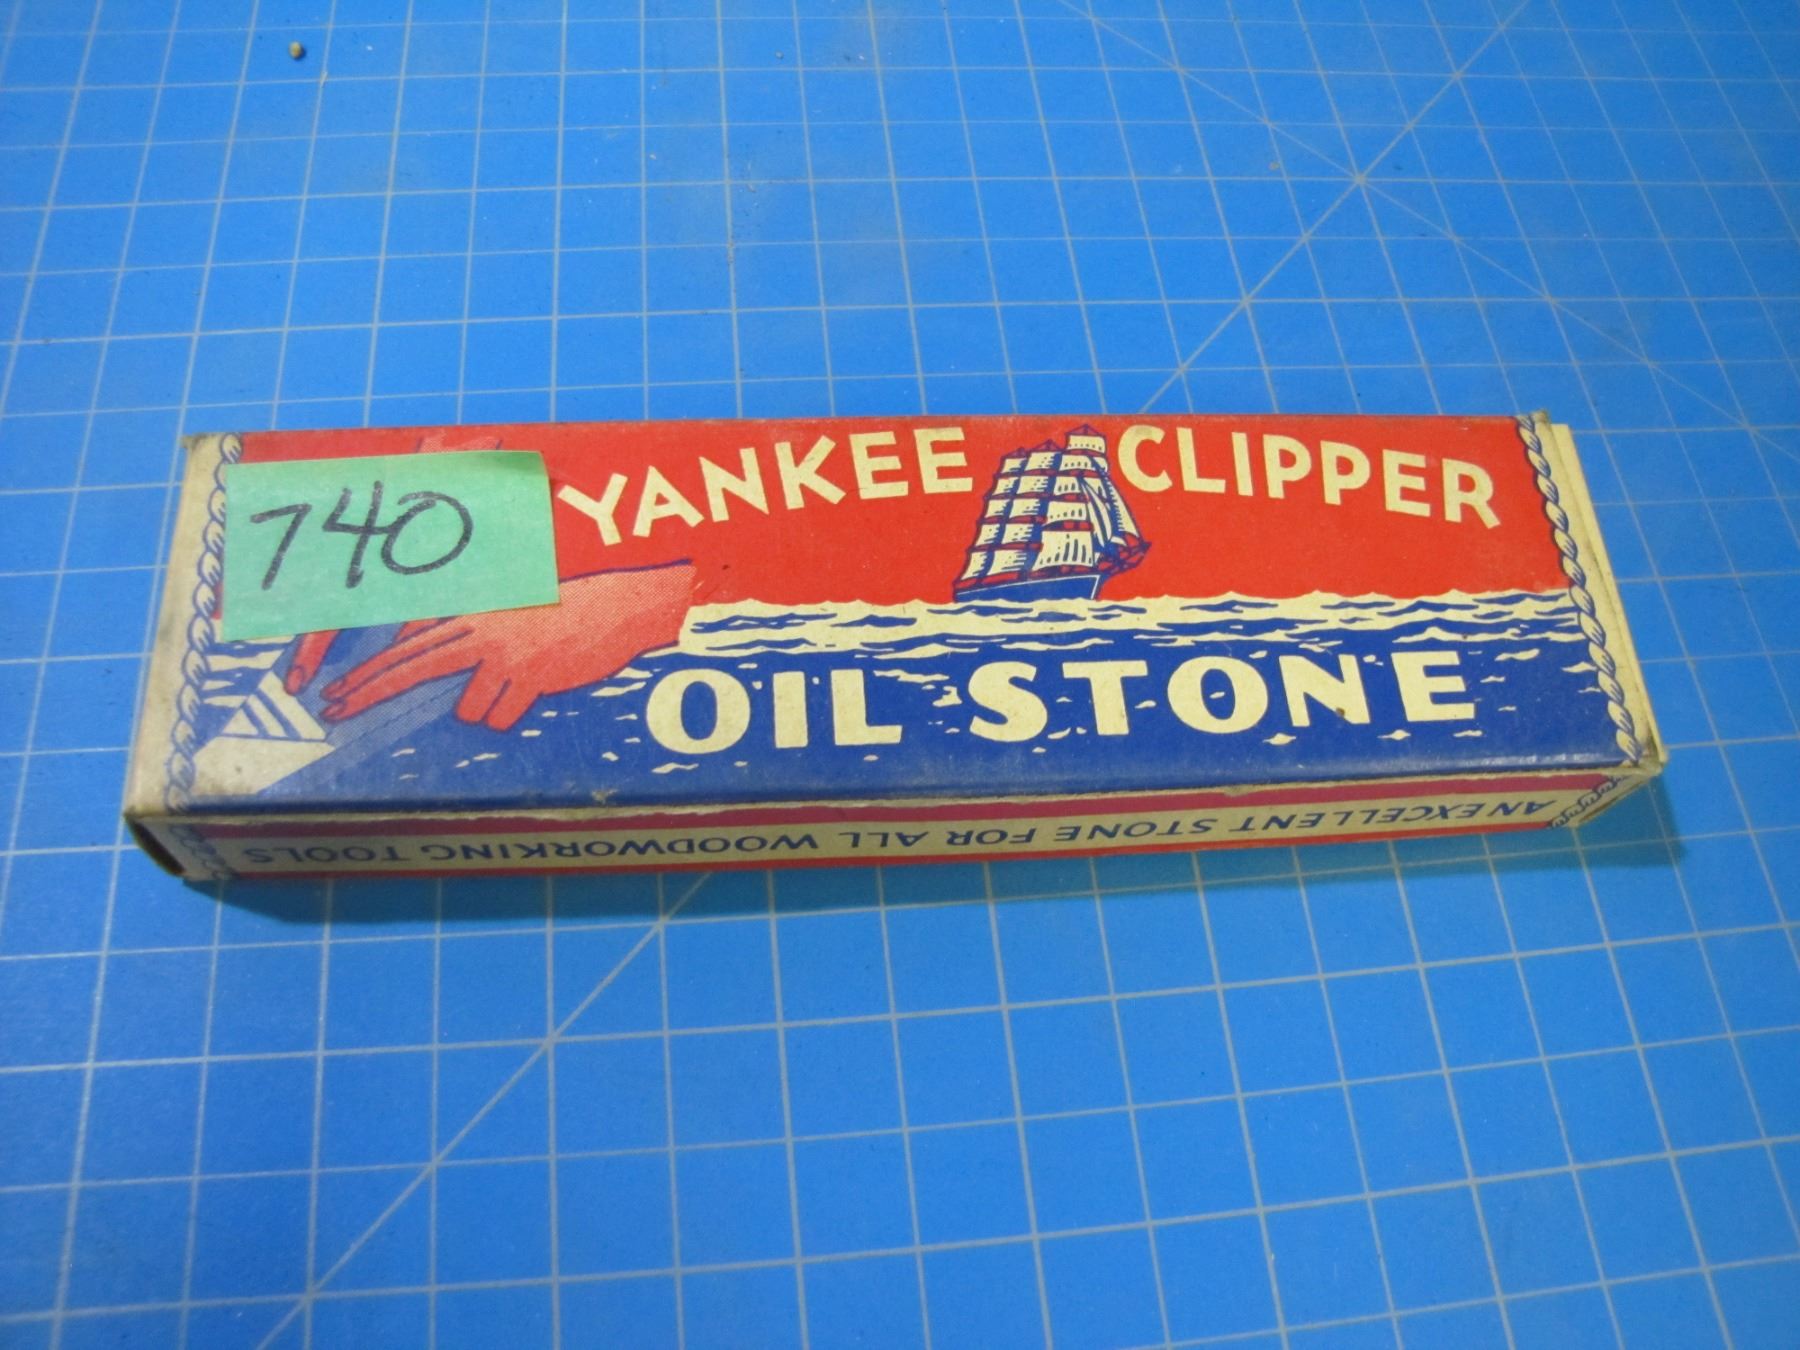 740
YANKEE CLIPPER
OIL STONE
AN EXCELLENT STONE FOR ALL WOODWORKING TOOLS